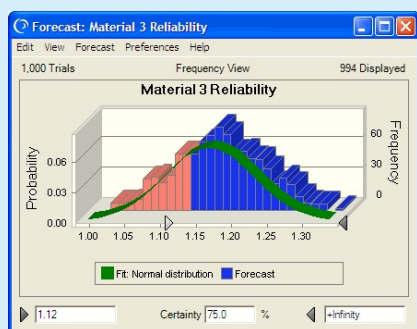 Forecast: Material 3 Reliability
Edit View Forecast Preferences Help
1,000 Trials Frequency View 994 Displayed
Material 3 Reliability
Probability
0.06
0.03
0.00
60
30
0
Frequency
1.00 1.05 1.10 1.15 1.20 1.25 1.30
Fit: Normal distribution Forecast
1.12 Certainty 75.0 % +Infinity